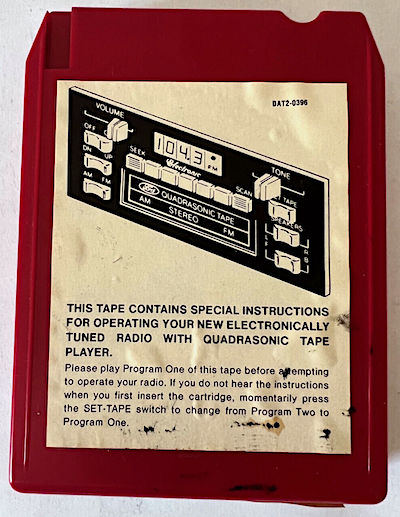 DAT2-0396
VOLUME
OFF
DN UP
AM FM
104.3 FM
Electronic
SEEK SCAN
TONE
TAPE
SPEAKERS
F R
F B
Ford QUADRASONIC TAPE
AM STEREO FM
THIS TAPE CONTAINS SPECIAL INSTRUCTIONS
FOR OPERATING YOUR NEW ELECTRONICALLY
TUNED RADIO WITH QUADRASONIC TAPE
PLAYER.
Please play Program One of this tape before attempting
to operate your radio. If you do not hear the instructions
when you first insert the cartridge, momentarily press
the SET-TAPE switch to change from Program Two to
Program One.